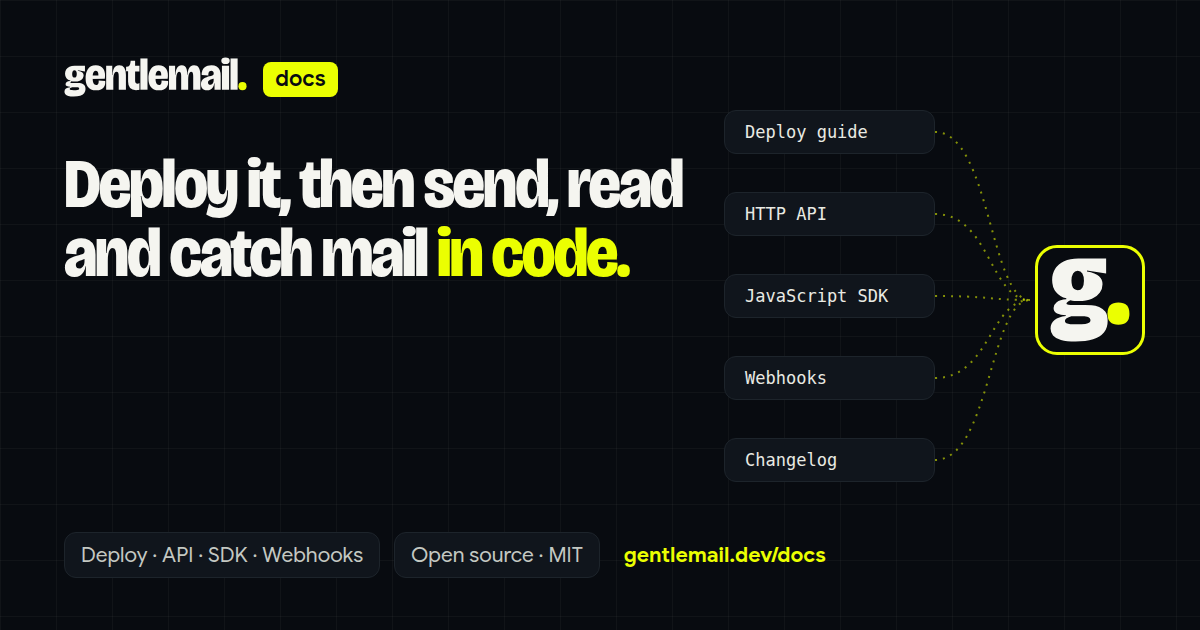 gentlemail. docs
Deploy it, then send, read
and catch mail in code.
Deploy guide
HTTP API
JavaScript SDK
Webhooks
Changelog
g.
Deploy · API · SDK · Webhooks
Open source · MIT
gentlemail.dev/docs